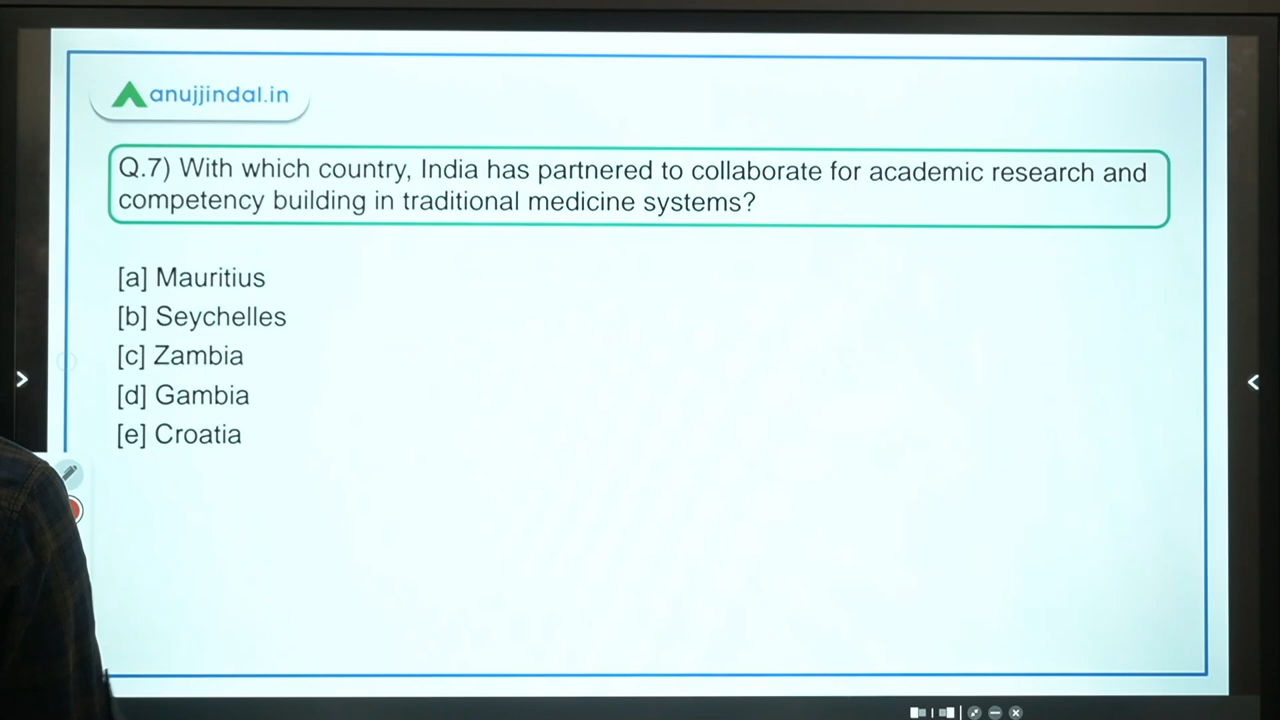 anujjindal.in
Q.7) With which country, India has partnered to collaborate for academic research and
competency building in traditional medicine systems?
[a] Mauritius
[b] Seychelles
[c] Zambia
[d] Gambia
[e] Croatia